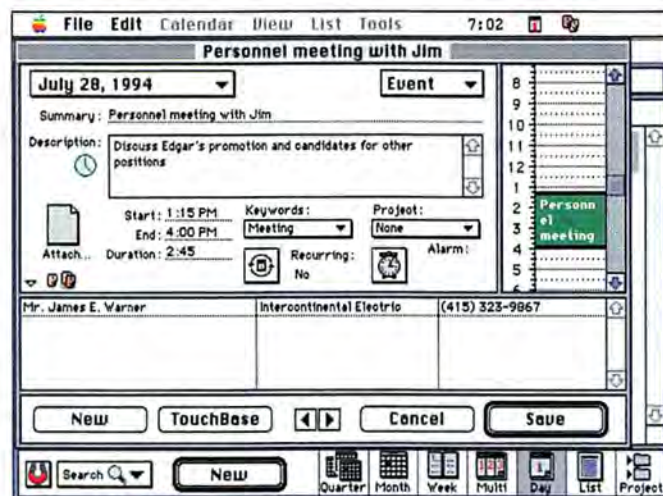 File Edit Calendar View List Tools 7:02
Personnel meeting with Jim
July 28, 1994 Event
Summary: Personnel meeting with Jim
Description: Discuss Edgar's promotion and candidates for other
positions
Start: 1:15 PM
End: 4:00 PM
Duration: 2:45
Attach...
Keywords:
Meeting
Project:
None
Recurring:
No
Alarm:
8
9
10
11
12
1
2
3
4
5
6
Personn
el
meeting
Mr. James E. Warner Intercontinental Electric (415) 323-9867
New TouchBase Cancel Save
Search New
Quarter Month Week Multi Day List Project